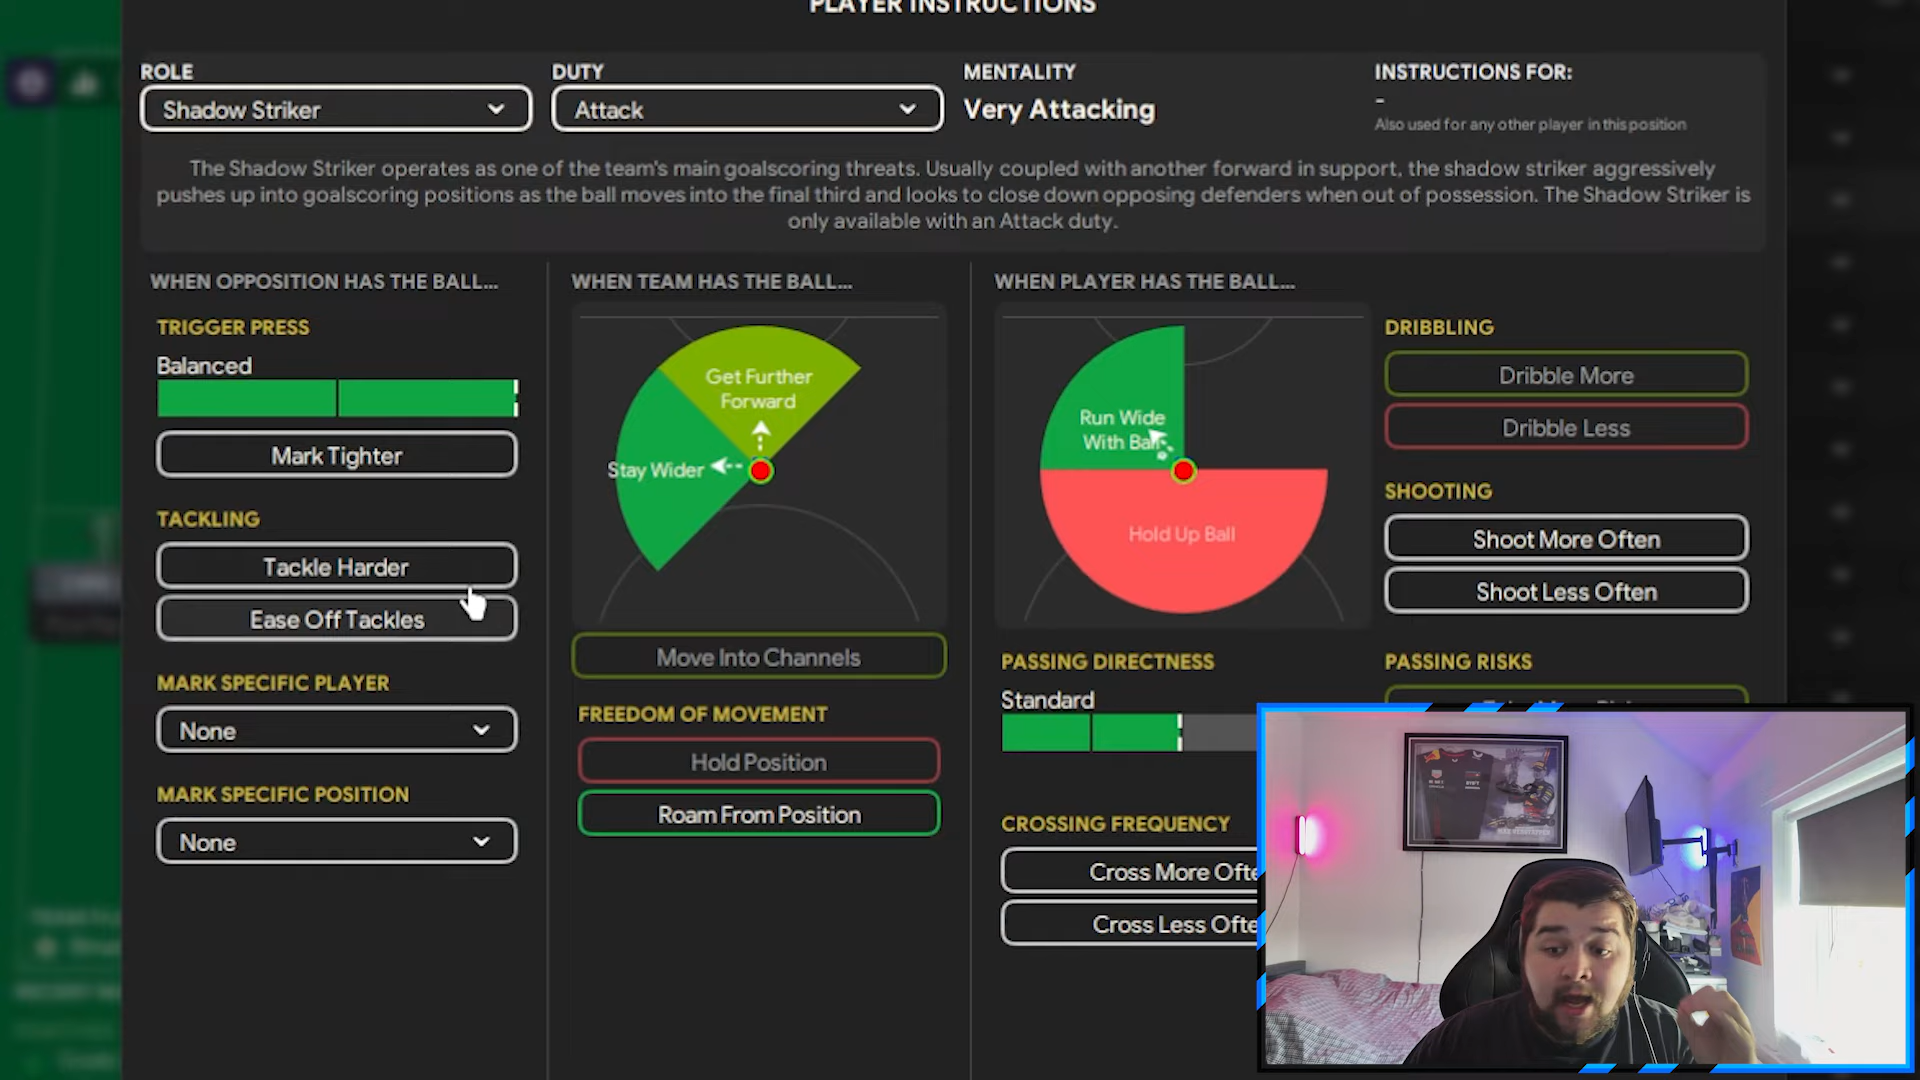 PLAYER INSTRUCTIONS
ROLE
Shadow Striker
DUTY
Attack
MENTALITY
Very Attacking
INSTRUCTIONS FOR:
-
Also used for any other player in this position
The Shadow Striker operates as one of the team's main goalscoring threats. Usually coupled with another forward in support, the shadow striker aggressively
pushes up into goalscoring positions as the ball moves into the final third and looks to close down opposing defenders when out of possession. The Shadow Striker is
only available with an Attack duty.
WHEN OPPOSITION HAS THE BALL...
TRIGGER PRESS
Balanced
Mark Tighter
TACKLING
Tackle Harder
Ease Off Tackles
MARK SPECIFIC PLAYER
None
MARK SPECIFIC POSITION
None
WHEN TEAM HAS THE BALL...
Get Further
Forward
Stay Wider
Move Into Channels
FREEDOM OF MOVEMENT
Hold Position
Roam From Position
WHEN PLAYER HAS THE BALL...
Run Wide
With Ball
Hold Up Ball
PASSING DIRECTNESS
Standard
CROSSING FREQUENCY
Cross More Ofte
Cross Less Ofte
DRIBBLING
Dribble More
Dribble Less
SHOOTING
Shoot More Often
Shoot Less Often
PASSING RISKS